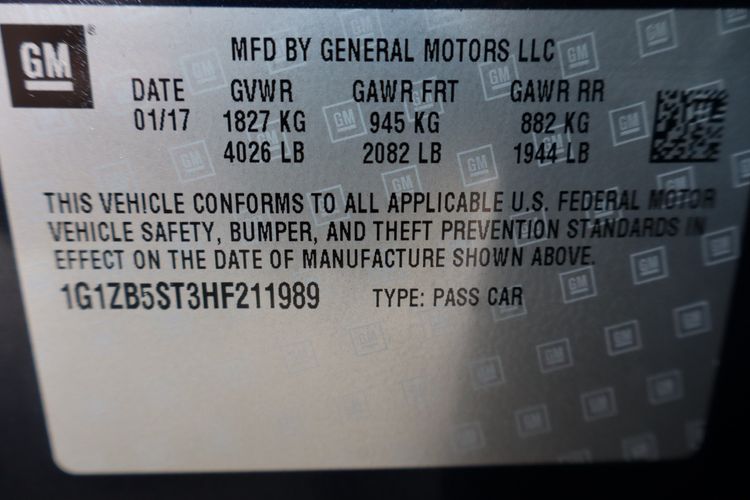 GM
MFD BY GENERAL MOTORS LLC
DATE GVWR GAWR FRT GAWR RR
01/17 1827 KG 945 KG 882 KG
4026 LB 2082 LB 1944 LB
THIS VEHICLE CONFORMS TO ALL APPLICABLE U.S. FEDERAL MOTOR
VEHICLE SAFETY, BUMPER, AND THEFT PREVENTION STANDARDS IN
EFFECT ON THE DATE OF MANUFACTURE SHOWN ABOVE.
1G1ZB5ST3HF211989 TYPE: PASS CAR